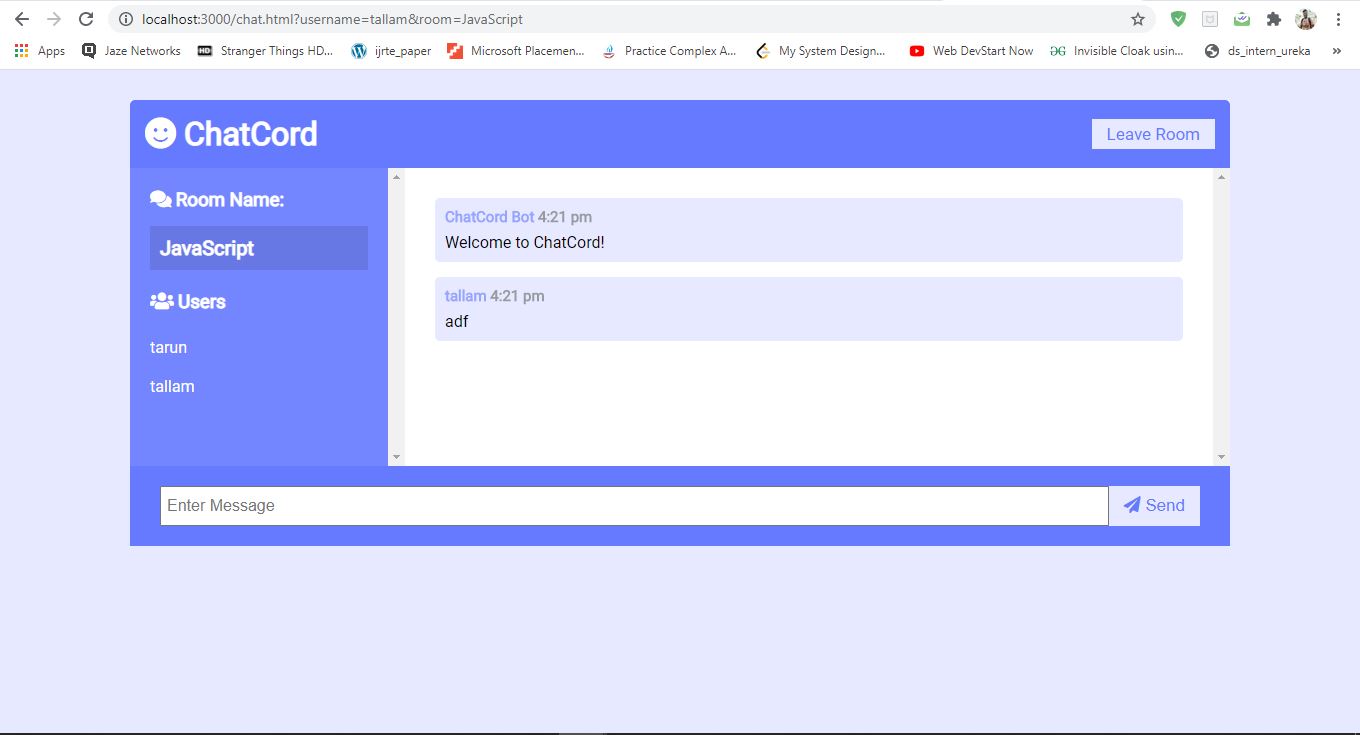 localhost:3000/chat.html?username=tallam&room=JavaScript
Apps Jaze Networks HD Stranger Things HD... ijrte_paper Microsoft Placemen... Practice Complex A... My System Design... Web DevStart Now Invisible Cloak usin... ds_intern_ureka »
ChatCord
Leave Room
Room Name:
JavaScript
Users
tarun
tallam
ChatCord Bot 4:21 pm
Welcome to ChatCord!
tallam 4:21 pm
adf
Enter Message
Send